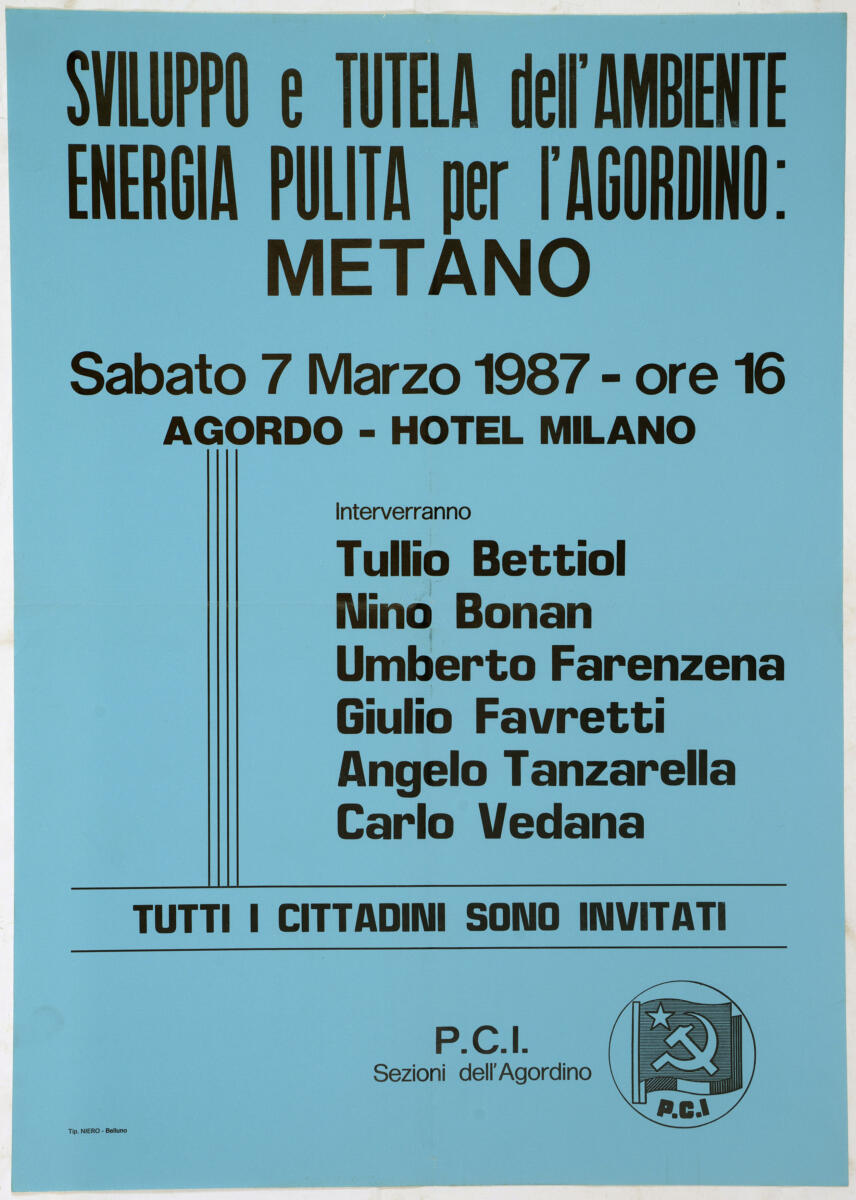 SVILUPPO e TUTELA dell'AMBIENTE
ENERGIA PULITA per l'AGORDINO:
METANO
Sabato 7 Marzo 1987 - ore 16
AGORDO - HOTEL MILANO
Interverranno
Tullio Bettiol
Nino Bonan
Umberto Farenzena
Giulio Favretti
Angelo Tanzarella
Carlo Vedana
TUTTI I CITTADINI SONO INVITATI
P.C.I.
Sezioni dell'Agordino
P.C.I
Tip. NIERO - Belluno